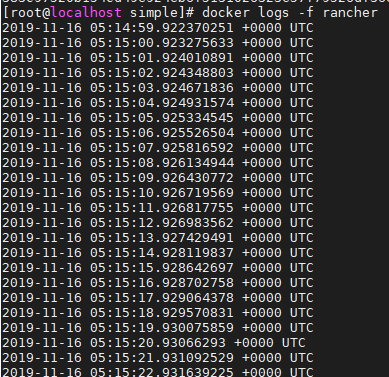 [root@localhost simple]# docker logs -f rancher
2019-11-16 05:14:59.922370251 +0000 UTC
2019-11-16 05:15:00.923275633 +0000 UTC
2019-11-16 05:15:01.924010891 +0000 UTC
2019-11-16 05:15:02.924348803 +0000 UTC
2019-11-16 05:15:03.924671836 +0000 UTC
2019-11-16 05:15:04.924931574 +0000 UTC
2019-11-16 05:15:05.925334545 +0000 UTC
2019-11-16 05:15:06.925526504 +0000 UTC
2019-11-16 05:15:07.925816592 +0000 UTC
2019-11-16 05:15:08.926134944 +0000 UTC
2019-11-16 05:15:09.926430772 +0000 UTC
2019-11-16 05:15:10.926719569 +0000 UTC
2019-11-16 05:15:11.926817755 +0000 UTC
2019-11-16 05:15:12.926983562 +0000 UTC
2019-11-16 05:15:13.927429491 +0000 UTC
2019-11-16 05:15:14.928119837 +0000 UTC
2019-11-16 05:15:15.928642697 +0000 UTC
2019-11-16 05:15:16.928702758 +0000 UTC
2019-11-16 05:15:17.929064378 +0000 UTC
2019-11-16 05:15:18.929570831 +0000 UTC
2019-11-16 05:15:19.930075859 +0000 UTC
2019-11-16 05:15:20.93066293 +0000 UTC
2019-11-16 05:15:21.931092529 +0000 UTC
2019-11-16 05:15:22.931639225 +0000 UTC